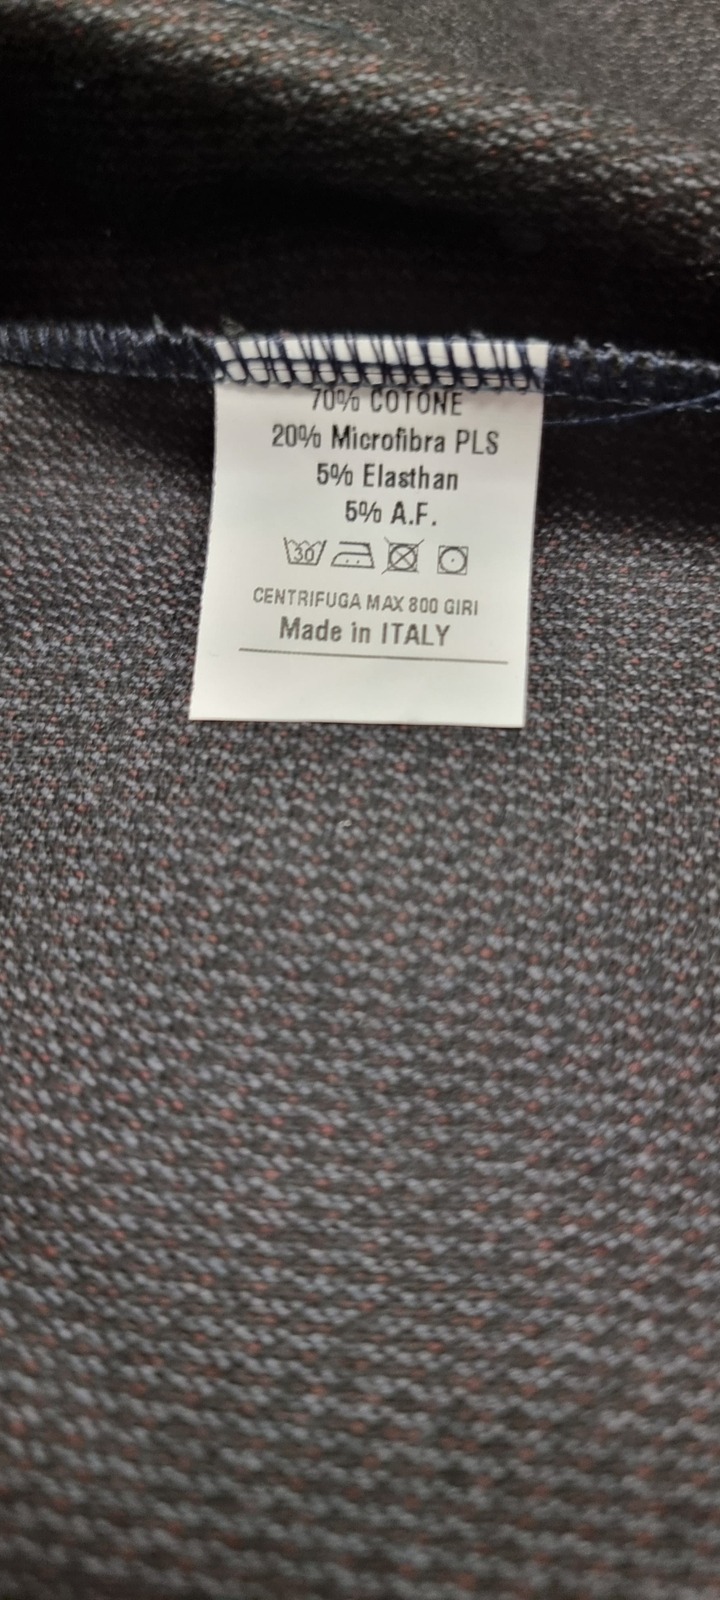 70% COTONE
20% Microfibra PLS
5% Elasthan
5% A.F.
30
CENTRIFUGA MAX 800 GIRI
Made in ITALY